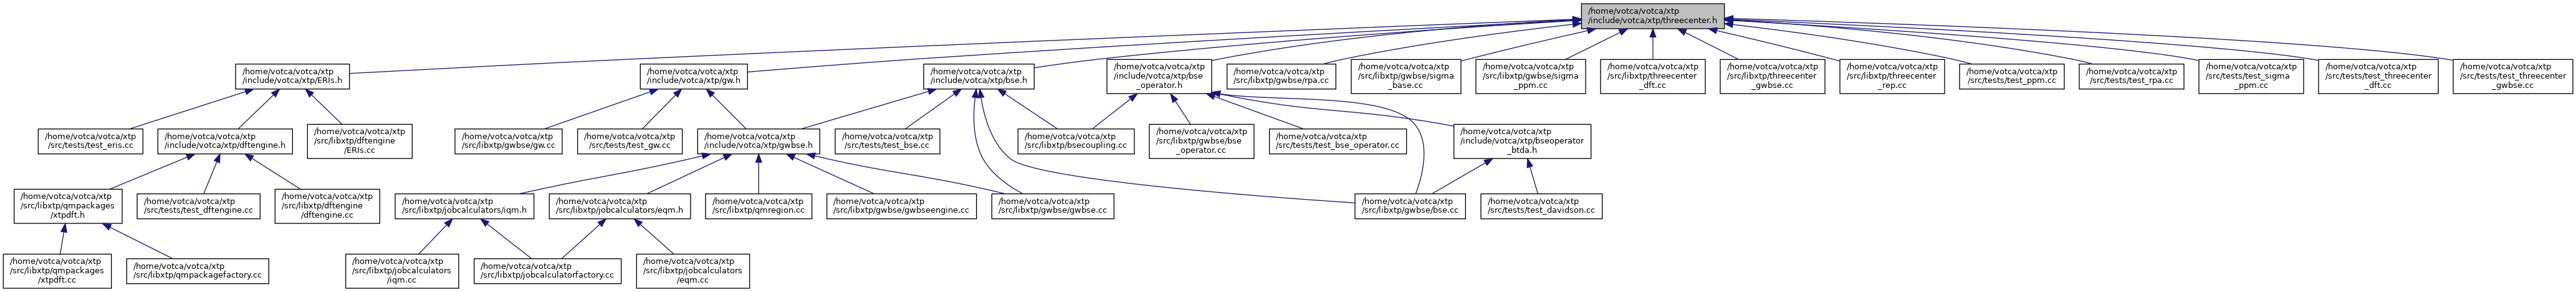 /home/votca/votca/xtp
/include/votca/xtp/threecenter.h
/home/votca/votca/xtp
/include/votca/xtp/ERIs.h
/home/votca/votca/xtp
/include/votca/xtp/gw.h
/home/votca/votca/xtp
/include/votca/xtp/bse.h
/home/votca/votca/xtp
/include/votca/xtp/bse
_operator.h
/home/votca/votca/xtp
/src/libxtp/gwbse/rpa.cc
/home/votca/votca/xtp
/src/libxtp/gwbse/sigma
_base.cc
/home/votca/votca/xtp
/src/libxtp/gwbse/sigma
_ppm.cc
/home/votca/votca/xtp
/src/libxtp/threecenter
_dft.cc
/home/votca/votca/xtp
/src/libxtp/threecenter
_gwbse.cc
/home/votca/votca/xtp
/src/libxtp/threecenter
_rep.cc
/home/votca/votca/xtp
/src/tests/test_ppm.cc
/home/votca/votca/xtp
/src/tests/test_rpa.cc
/home/votca/votca/xtp
/src/tests/test_sigma
_ppm.cc
/home/votca/votca/xtp
/src/tests/test_threecenter
_dft.cc
/home/votca/votca/xtp
/src/tests/test_threecenter
_gwbse.cc
/home/votca/votca/xtp
/src/tests/test_eris.cc
/home/votca/votca/xtp
/include/votca/xtp/dftengine.h
/home/votca/votca/xtp
/src/libxtp/dftengine
/ERIs.cc
/home/votca/votca/xtp
/src/libxtp/gwbse/gw.cc
/home/votca/votca/xtp
/src/tests/test_gw.cc
/home/votca/votca/xtp
/include/votca/xtp/gwbse.h
/home/votca/votca/xtp
/src/tests/test_bse.cc
/home/votca/votca/xtp
/src/libxtp/bsecoupling.cc
/home/votca/votca/xtp
/src/libxtp/gwbse/bse
_operator.cc
/home/votca/votca/xtp
/src/tests/test_bse_operator.cc
/home/votca/votca/xtp
/include/votca/xtp/bseoperator
_btda.h
/home/votca/votca/xtp
/src/libxtp/qmpackages
/xtpdft.h
/home/votca/votca/xtp
/src/tests/test_dftengine.cc
/home/votca/votca/xtp
/src/libxtp/dftengine
/dftengine.cc
/home/votca/votca/xtp
/src/libxtp/jobcalculators/iqm.h
/home/votca/votca/xtp
/src/libxtp/jobcalculators/eqm.h
/home/votca/votca/xtp
/src/libxtp/qmregion.cc
/home/votca/votca/xtp
/src/libxtp/gwbse/gwbseengine.cc
/home/votca/votca/xtp
/src/libxtp/gwbse/gwbse.cc
/home/votca/votca/xtp
/src/libxtp/gwbse/bse.cc
/home/votca/votca/xtp
/src/tests/test_davidson.cc
/home/votca/votca/xtp
/src/libxtp/qmpackages
/xtpdft.cc
/home/votca/votca/xtp
/src/libxtp/qmpackagefactory.cc
/home/votca/votca/xtp
/src/libxtp/jobcalculators
/iqm.cc
/home/votca/votca/xtp
/src/libxtp/jobcalculatorfactory.cc
/home/votca/votca/xtp
/src/libxtp/jobcalculators
/eqm.cc